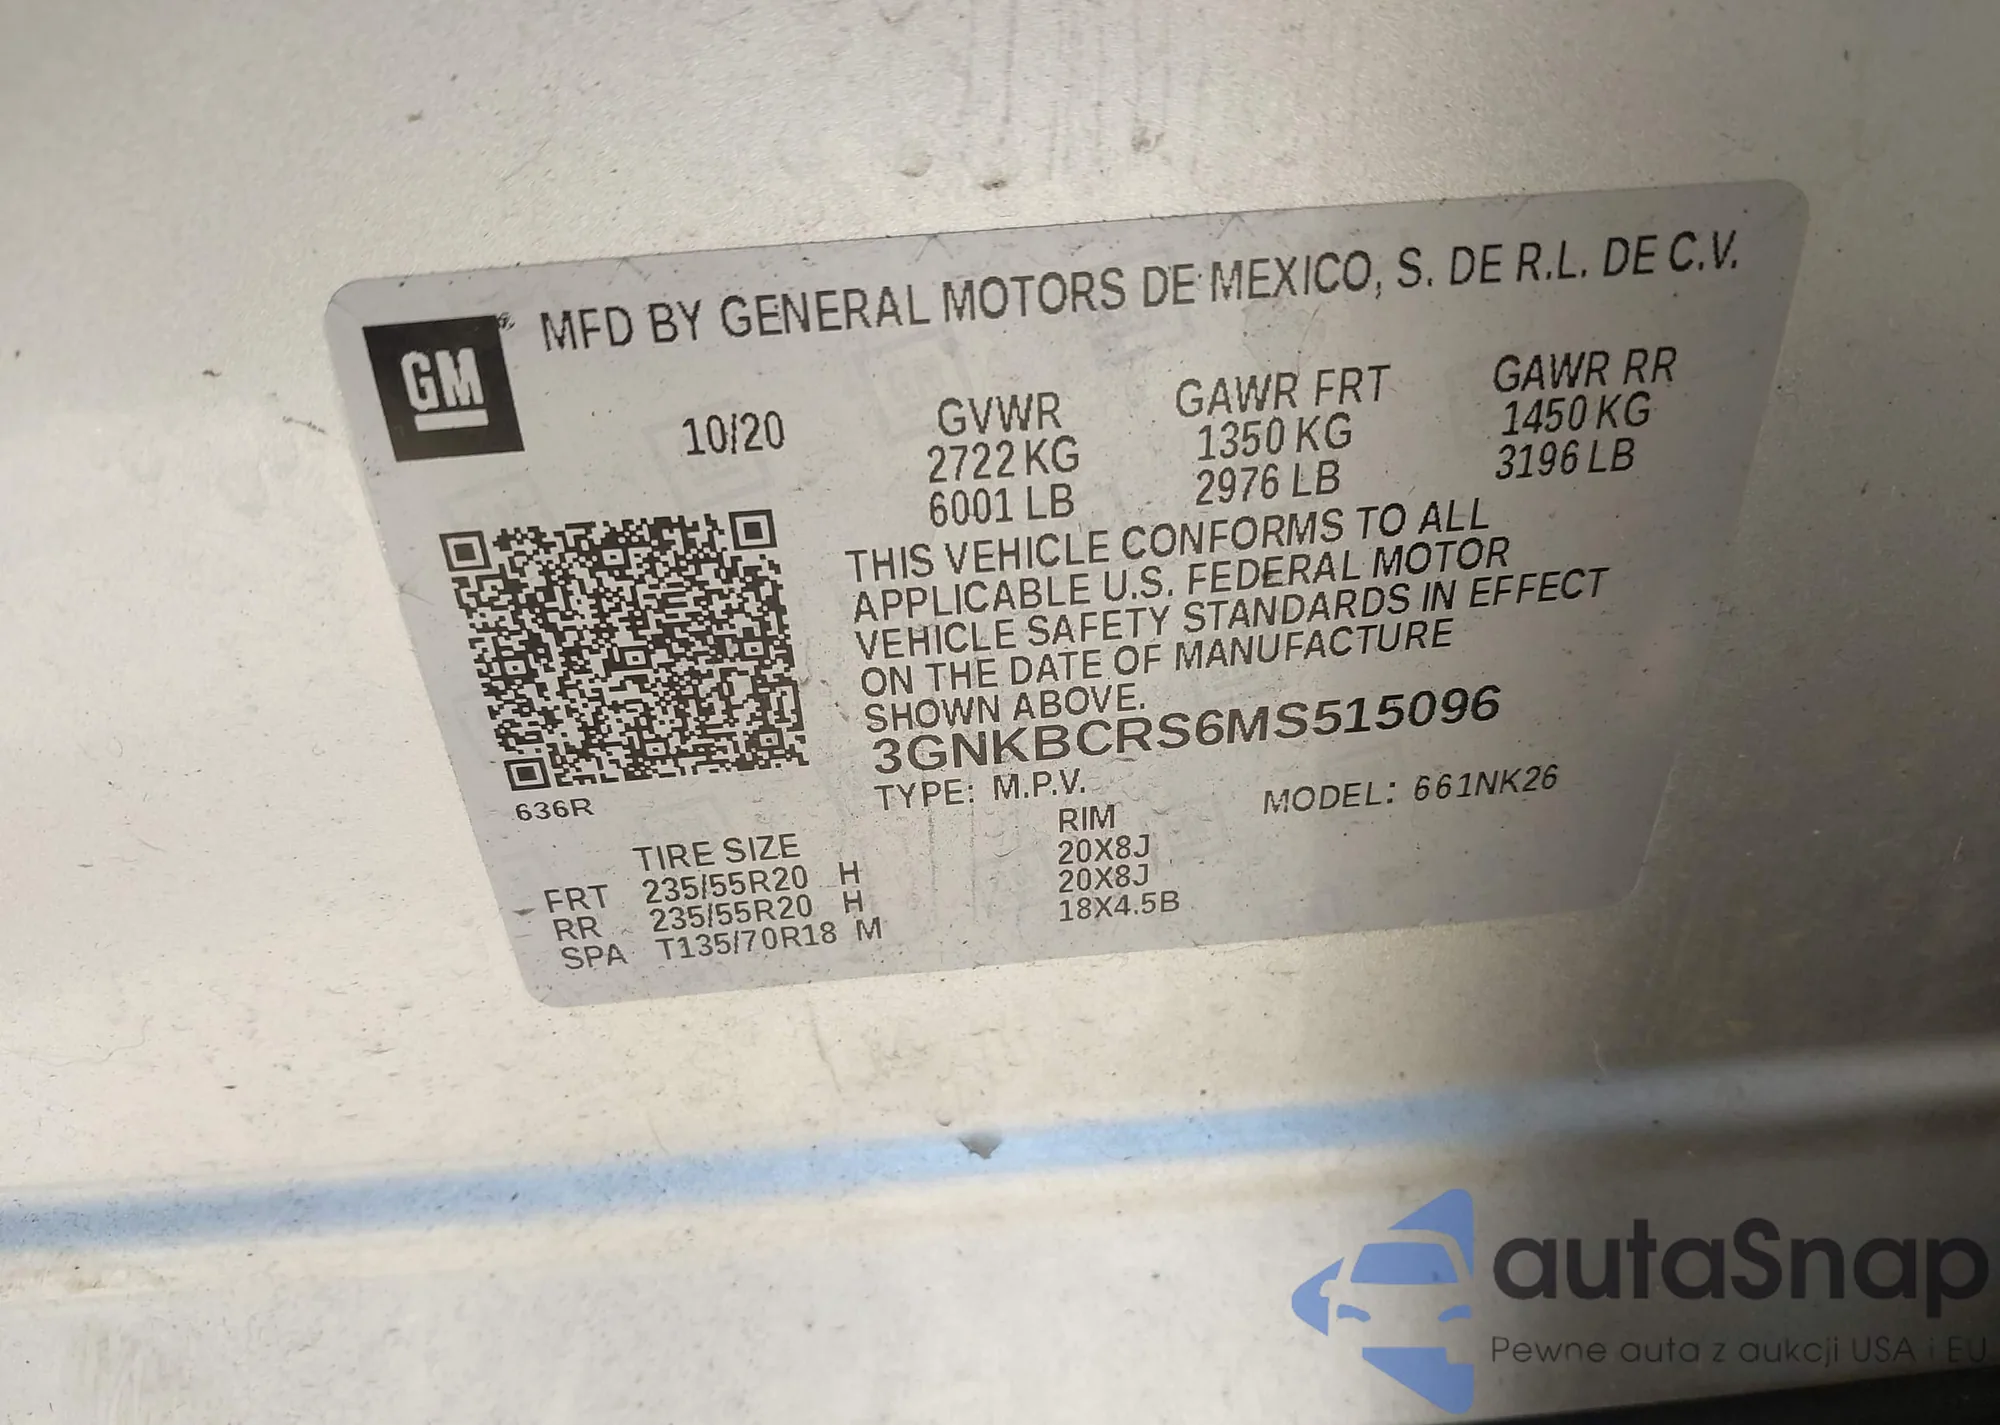 GM
MFD BY GENERAL MOTORS DE MEXICO, S. DE R.L. DE C.V.
10/20
GVWR
2722 KG
6001 LB
GAWR FRT
1350 KG
2976 LB
GAWR RR
1450 KG
3196 LB
THIS VEHICLE CONFORMS TO ALL
APPLICABLE U.S. FEDERAL MOTOR
VEHICLE SAFETY STANDARDS IN EFFECT
ON THE DATE OF MANUFACTURE
SHOWN ABOVE.
3GNKBCRS6MS515096
TYPE: M.P.V.
MODEL: 661NK26
636R
TIRE SIZE RIM
FRT 235/55R20 H 20X8J
RR 235/55R20 H 20X8J
SPA T135/70R18 M 18X4.5B
autaSnap
Pewne auta z aukcji USA i EU